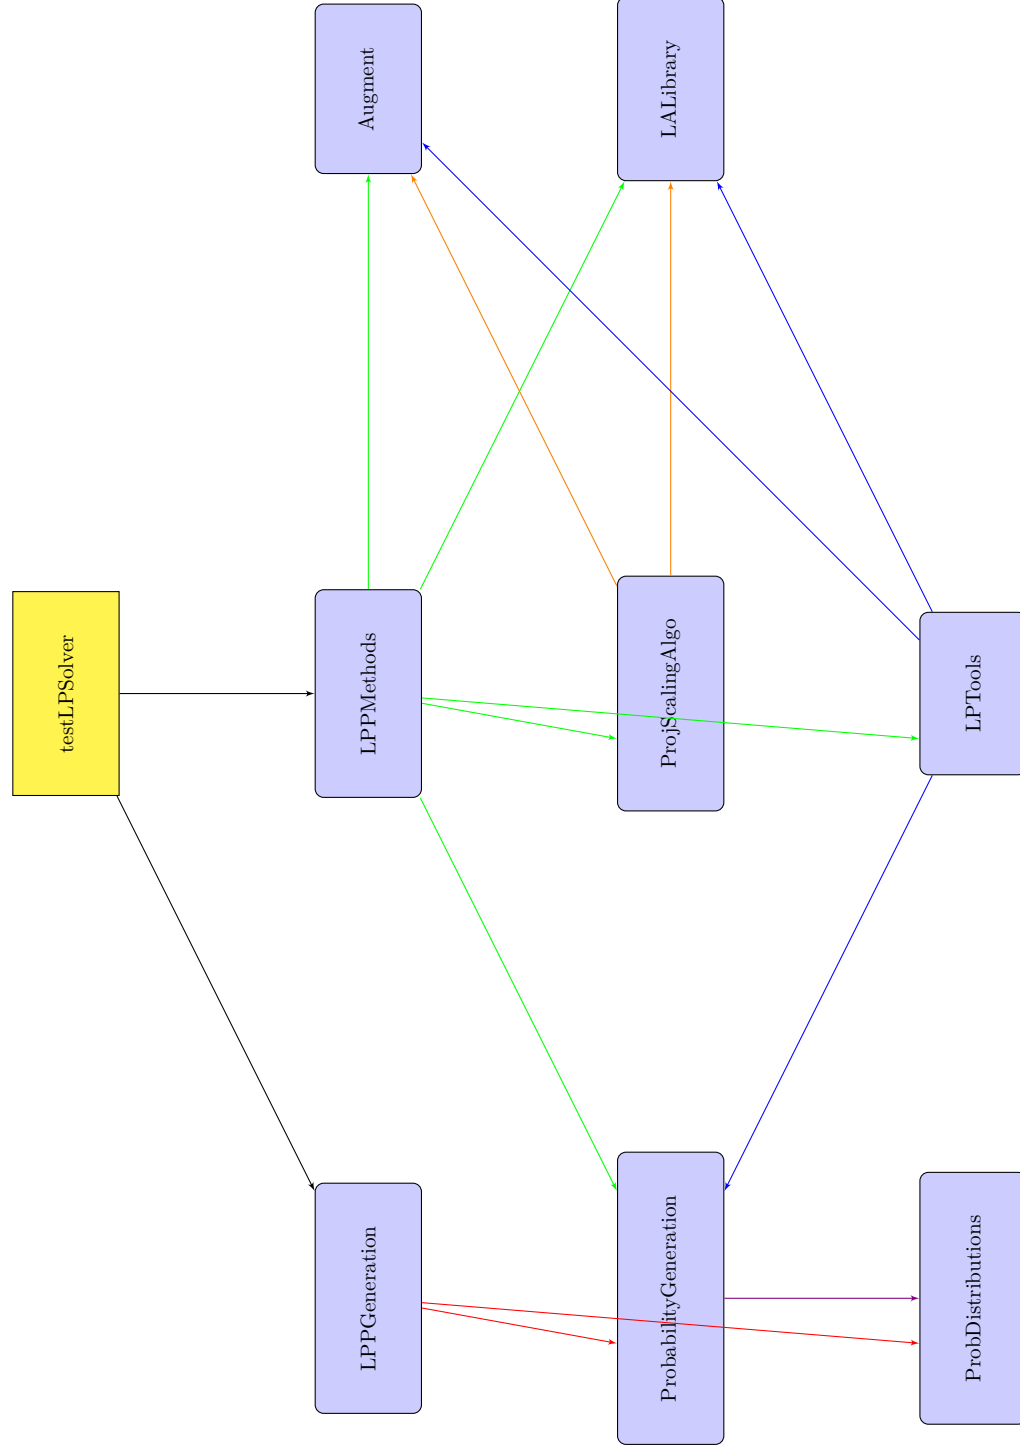 testLPSolver
LPPGeneration
LPPMethods
Augment
ProbabilityGeneration
ProjScalingAlgo
LALibrary
ProbDistributions
LPTools